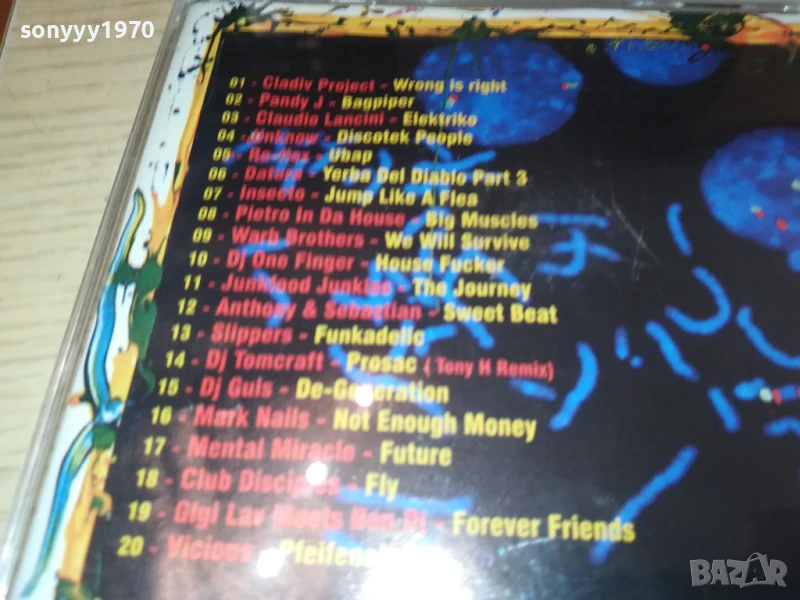 sonyyy1970
01 - Cladiv Project - Wrong is right
02 - Pandy J - Bagpiper
03 - Claudio Lancini - Elektriko
04 - Unknow - Discotek People
05 - Re-flex - Ubap
06 - Datura - Yerba Del Diablo Part 3
07 - Insecto - Jump Like A Flea
08 - Pietro In Da House - Big Muscles
09 - Warb Brothers - We Will Survive
10 - Dj One Finger - House Fucker
11 - Junkfood Junkies - The Journey
12 - Anthony & Sebastian - Sweet Beat
13 - Slippers - Funkadelic
14 - Dj Tomcraft - Prosac ( Tony H Remix)
15 - Dj Guis - De-Generation
16 - Mark Nails - Not Enough Money
17 - Mental Miracle - Future
18 - Club Disciples - Fly
19 - Gigi Lav Meets Ben Dj - Forever Friends
20 - Vicious -
BAZAR